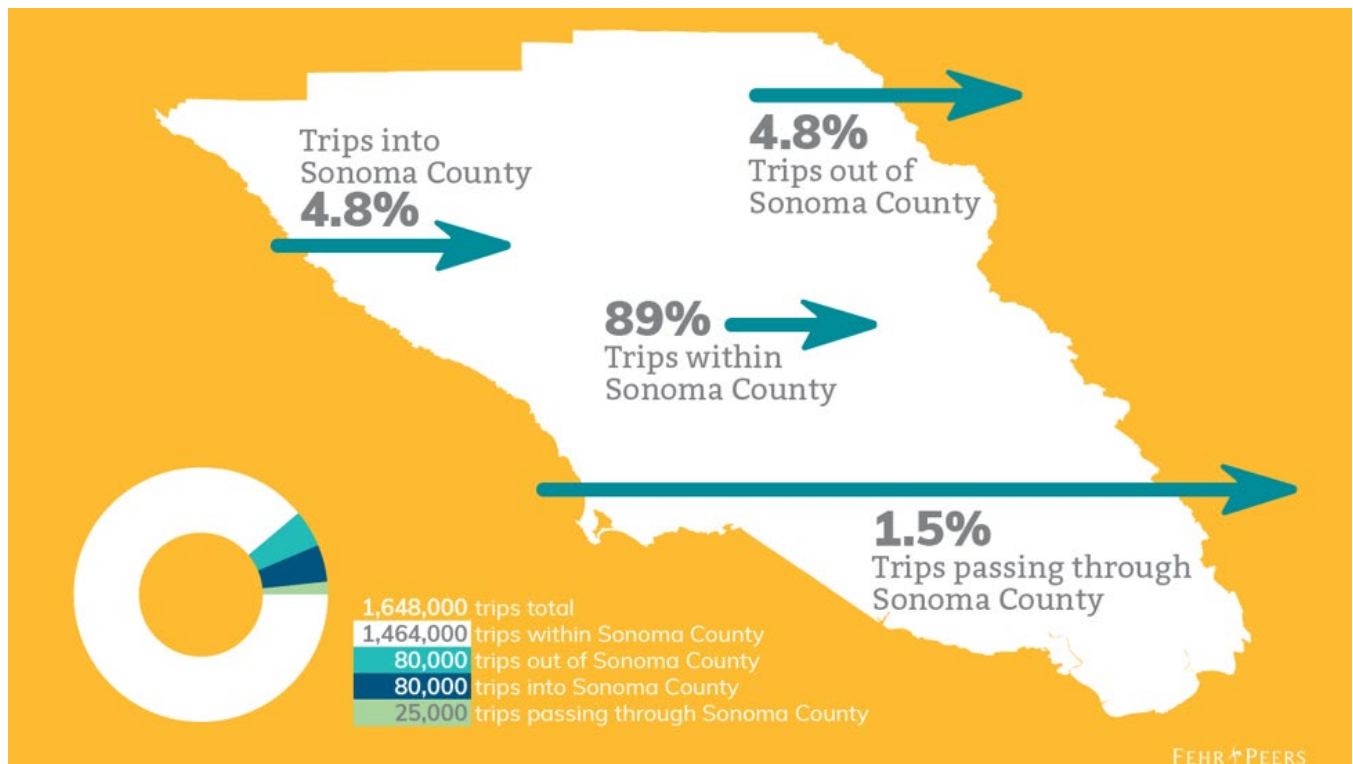 Trips into
Sonoma County
4.8%
4.8%
Trips out of
Sonoma County
89%
Trips within
Sonoma County
1.5%
Trips passing through
Sonoma County
1,648,000 trips total
1,464,000 trips within Sonoma County
80,000 trips out of Sonoma County
80,000 trips into Sonoma County
25,000 trips passing through Sonoma County
FEHR PEERS